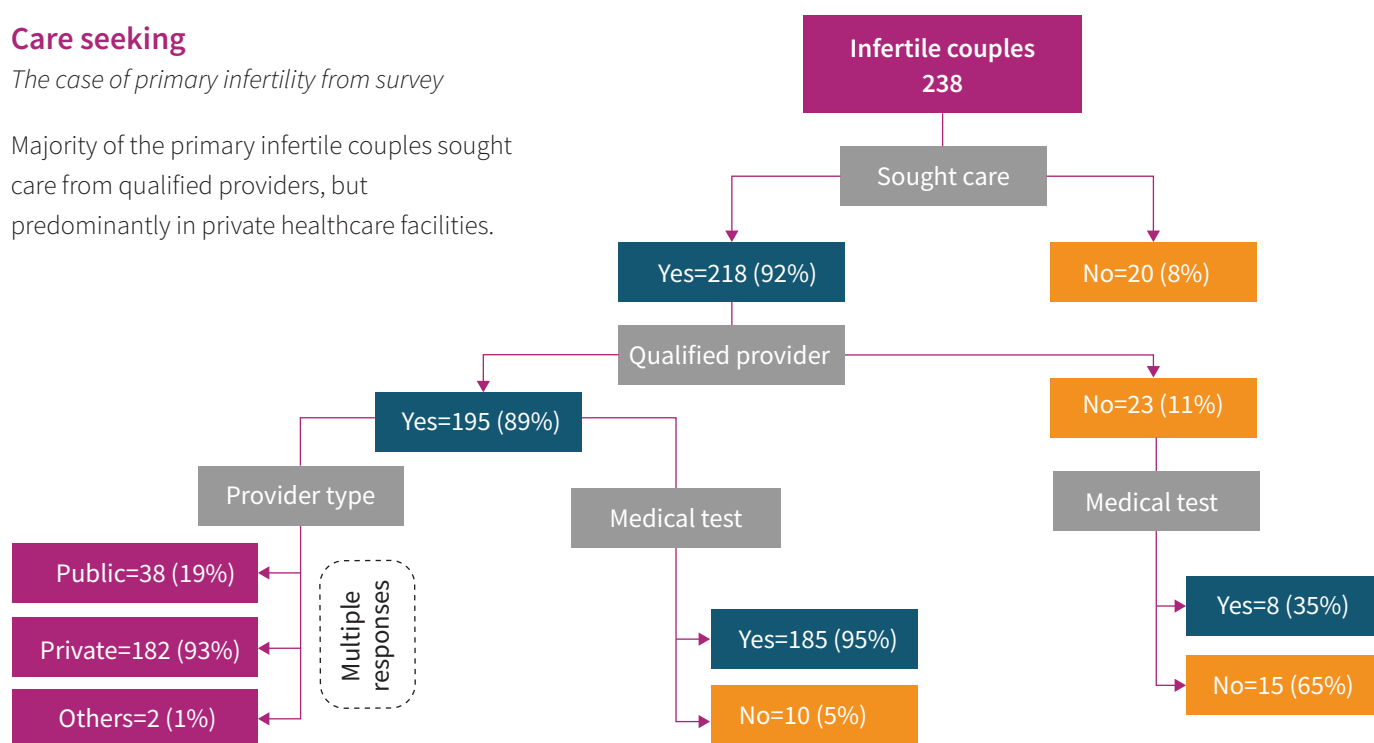 Care seeking
The case of primary infertility from survey
Majority of the primary infertile couples sought
care from qualified providers, but
predominantly in private healthcare facilities.
Infertile couples
238
Sought care
Yes=218 (92%)
No=20 (8%)
Qualified provider
Yes=195 (89%)
No=23 (11%)
Provider type
Medical test
Medical test
Public=38 (19%)
Private=182 (93%)
Others=2 (1%)
Multiple
responses
Yes=185 (95%)
No=10 (5%)
Yes=8 (35%)
No=15 (65%)